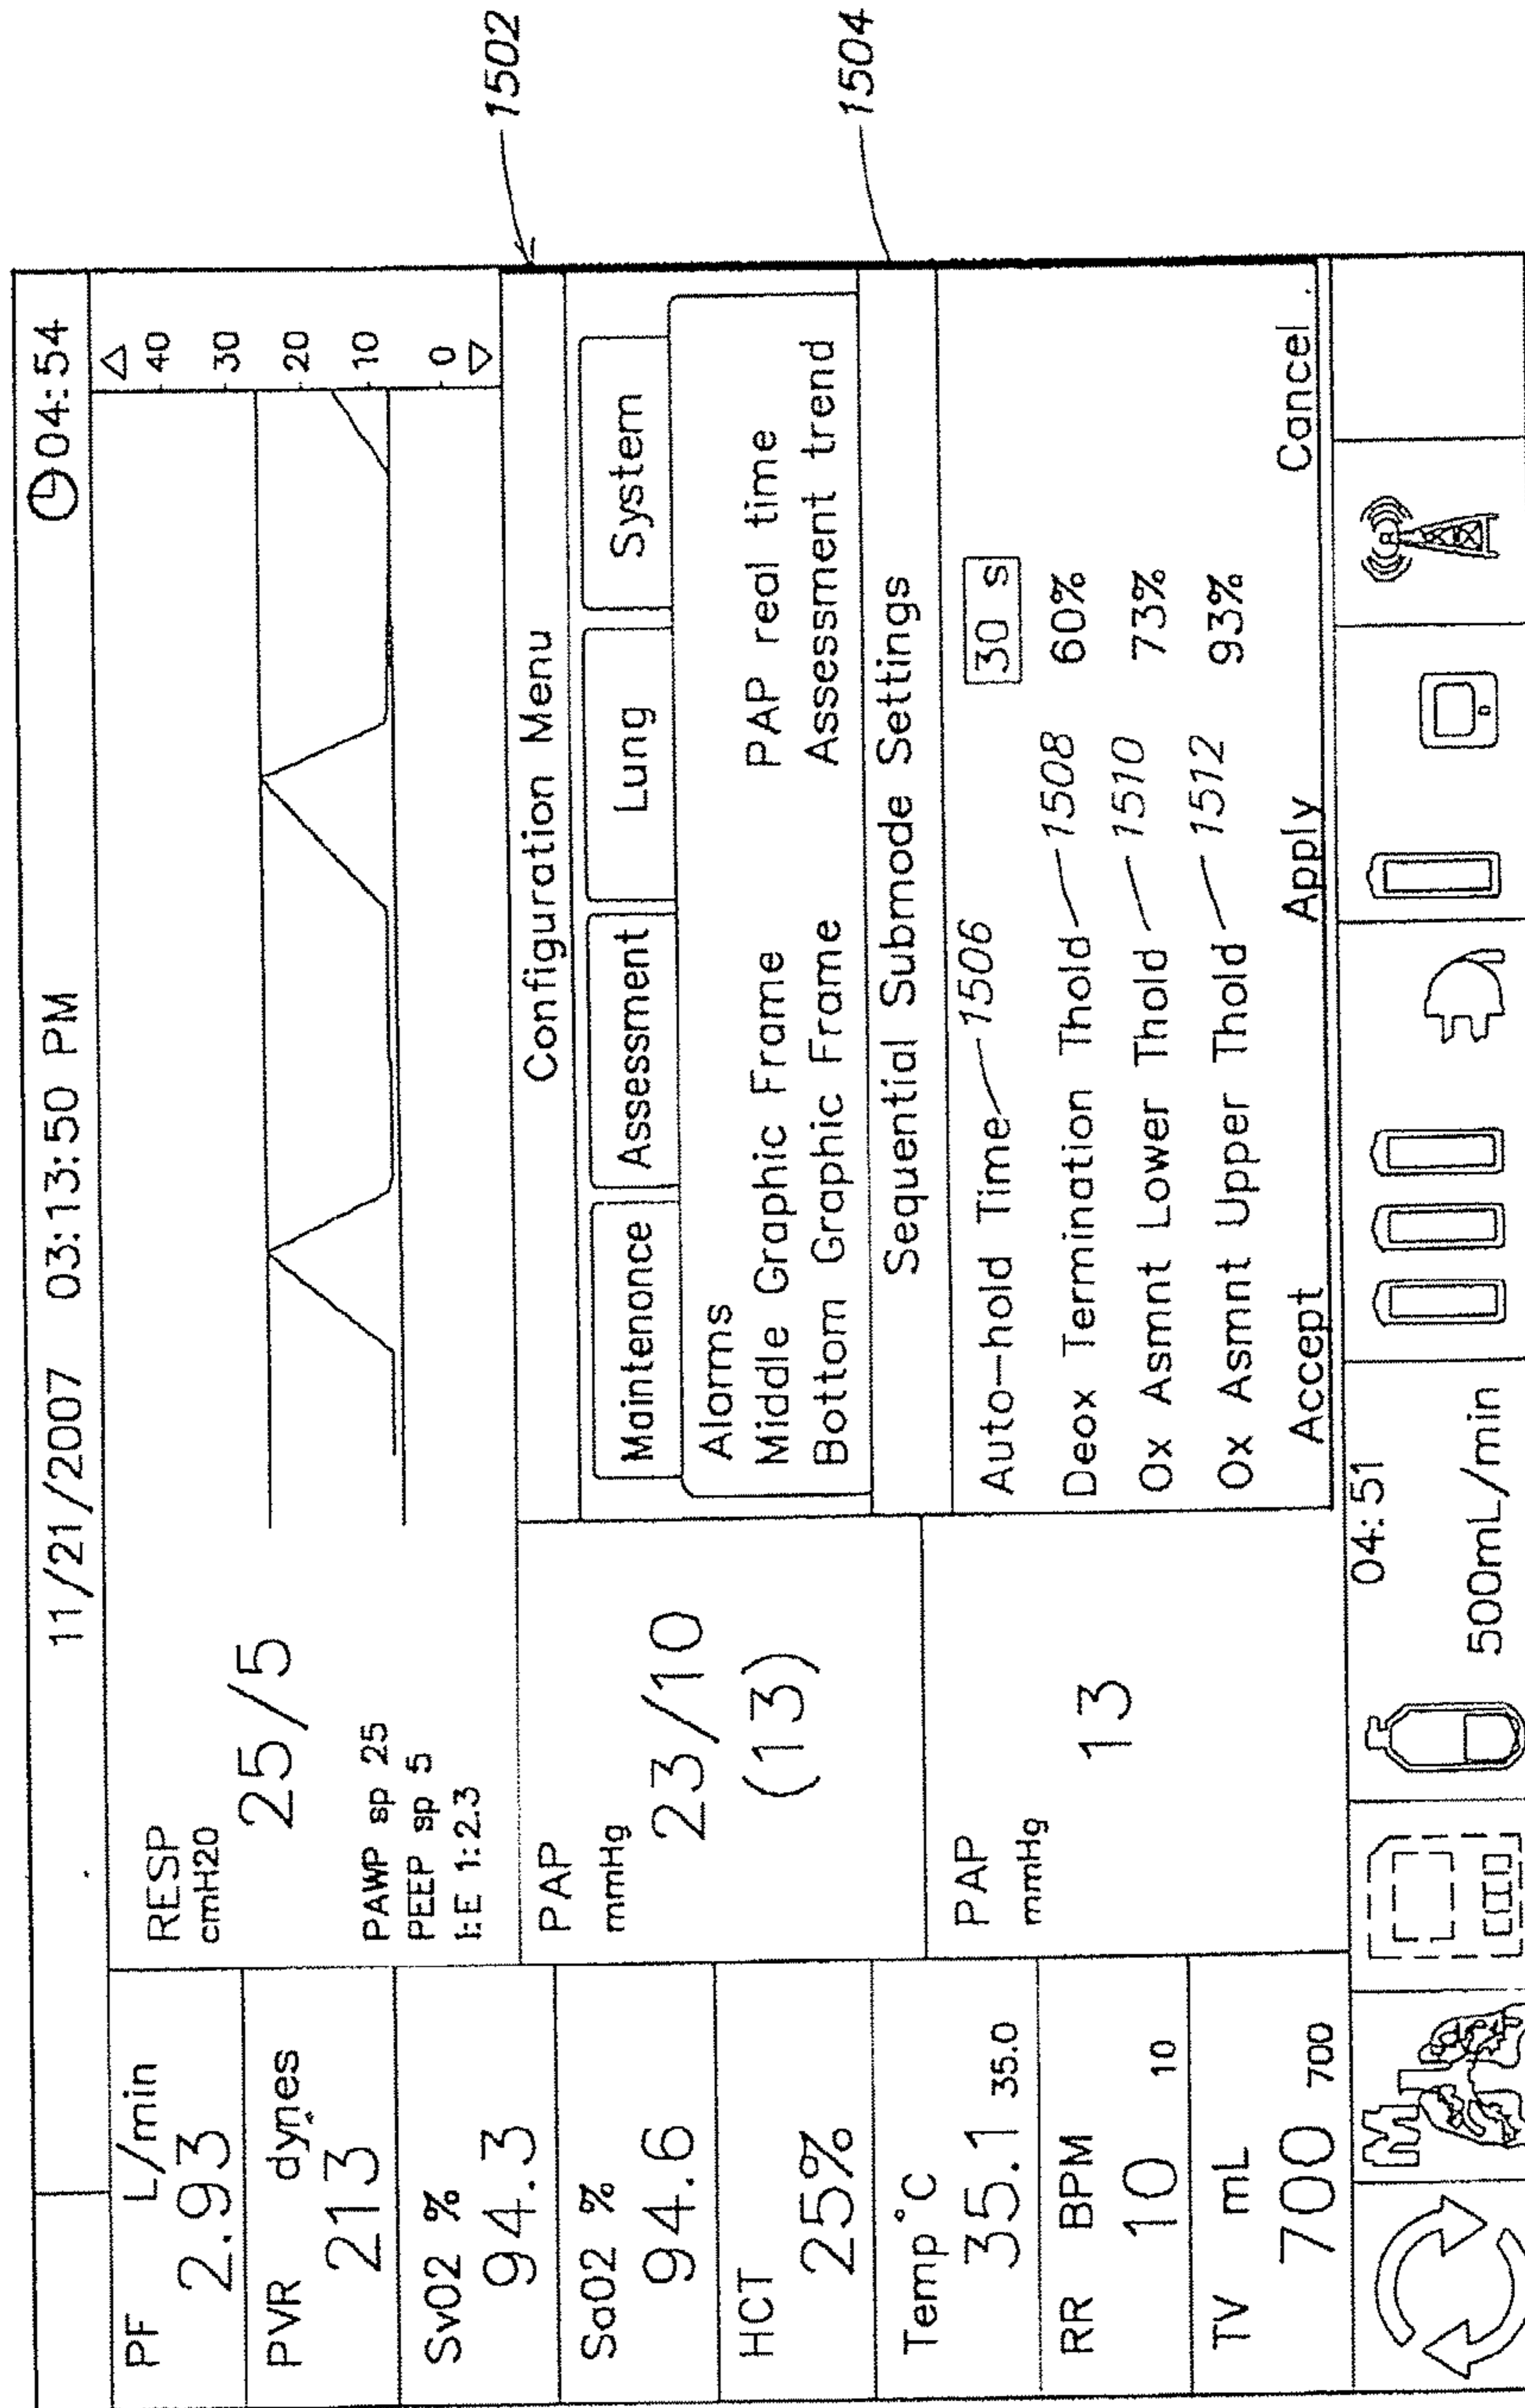 11/21/2007 03:13:50 PM
04:54
PF L/min
2.93
PVR dynes
213
SvO2 %
94.3
SaO2 %
94.6
HCT
25%
Temp°C
35.1 35.0
RR BPM
10 10
TV mL
700 700
RESP
cmH20
25/5
PAWP sp 25
PEEP sp 5
I:E 1:2.3
PAP
mmHg
23/10
(13)
PAP
mmHg
13
40
30
20
10
0
Configuration Menu
1502
Maintenonce Assessment Lung System
Alarms
Middle Graphic Frame PAP real time
Bottom Graphic Frame Assessment trend
Sequential Submode Settings
1504
Auto-hold Time 1506 30 s
Deox Termination Thold 1508 60%
Ox Asmnt Lower Thold 1510 73%
Ox Asmnt Upper Thold 1512 93%
Accept Apply Cancel
M
04:51
500mL/min